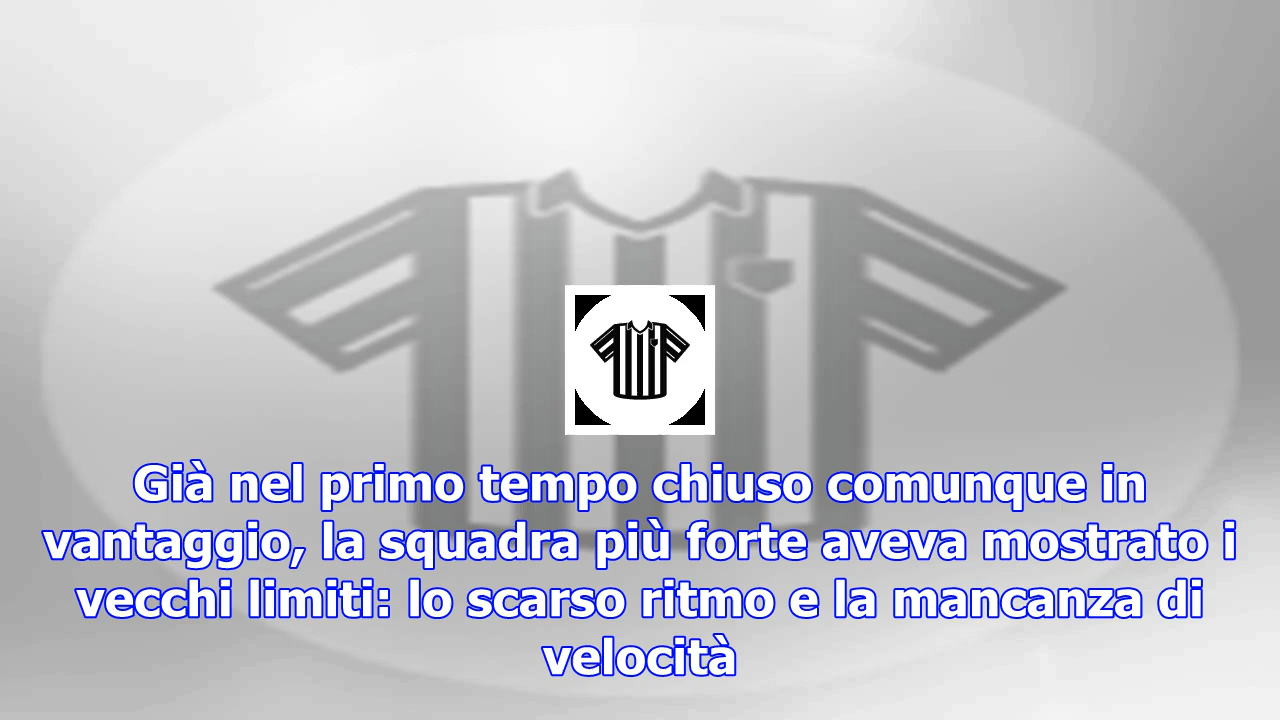 Già nel primo tempo chiuso comunque in
vantaggio, la squadra più forte aveva mostrato i
vecchi limiti: lo scarso ritmo e la mancanza di
velocità